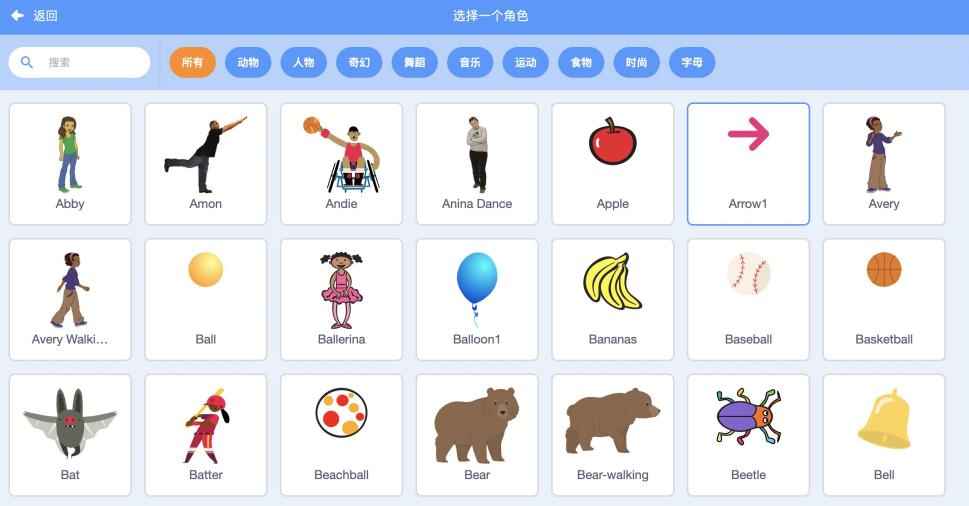 返回
选择一个角色
搜索
所有
动物
人物
奇幻
舞蹈
音乐
运动
食物
时尚
字母
Abby
Amon
Andie
Anina Dance
Apple
Arrow1
Avery
Avery Walki...
Ball
Ballerina
Balloon1
Bananas
Baseball
Basketball
Bat
Batter
Beachball
Bear
Bear-walking
Beetle
Bell